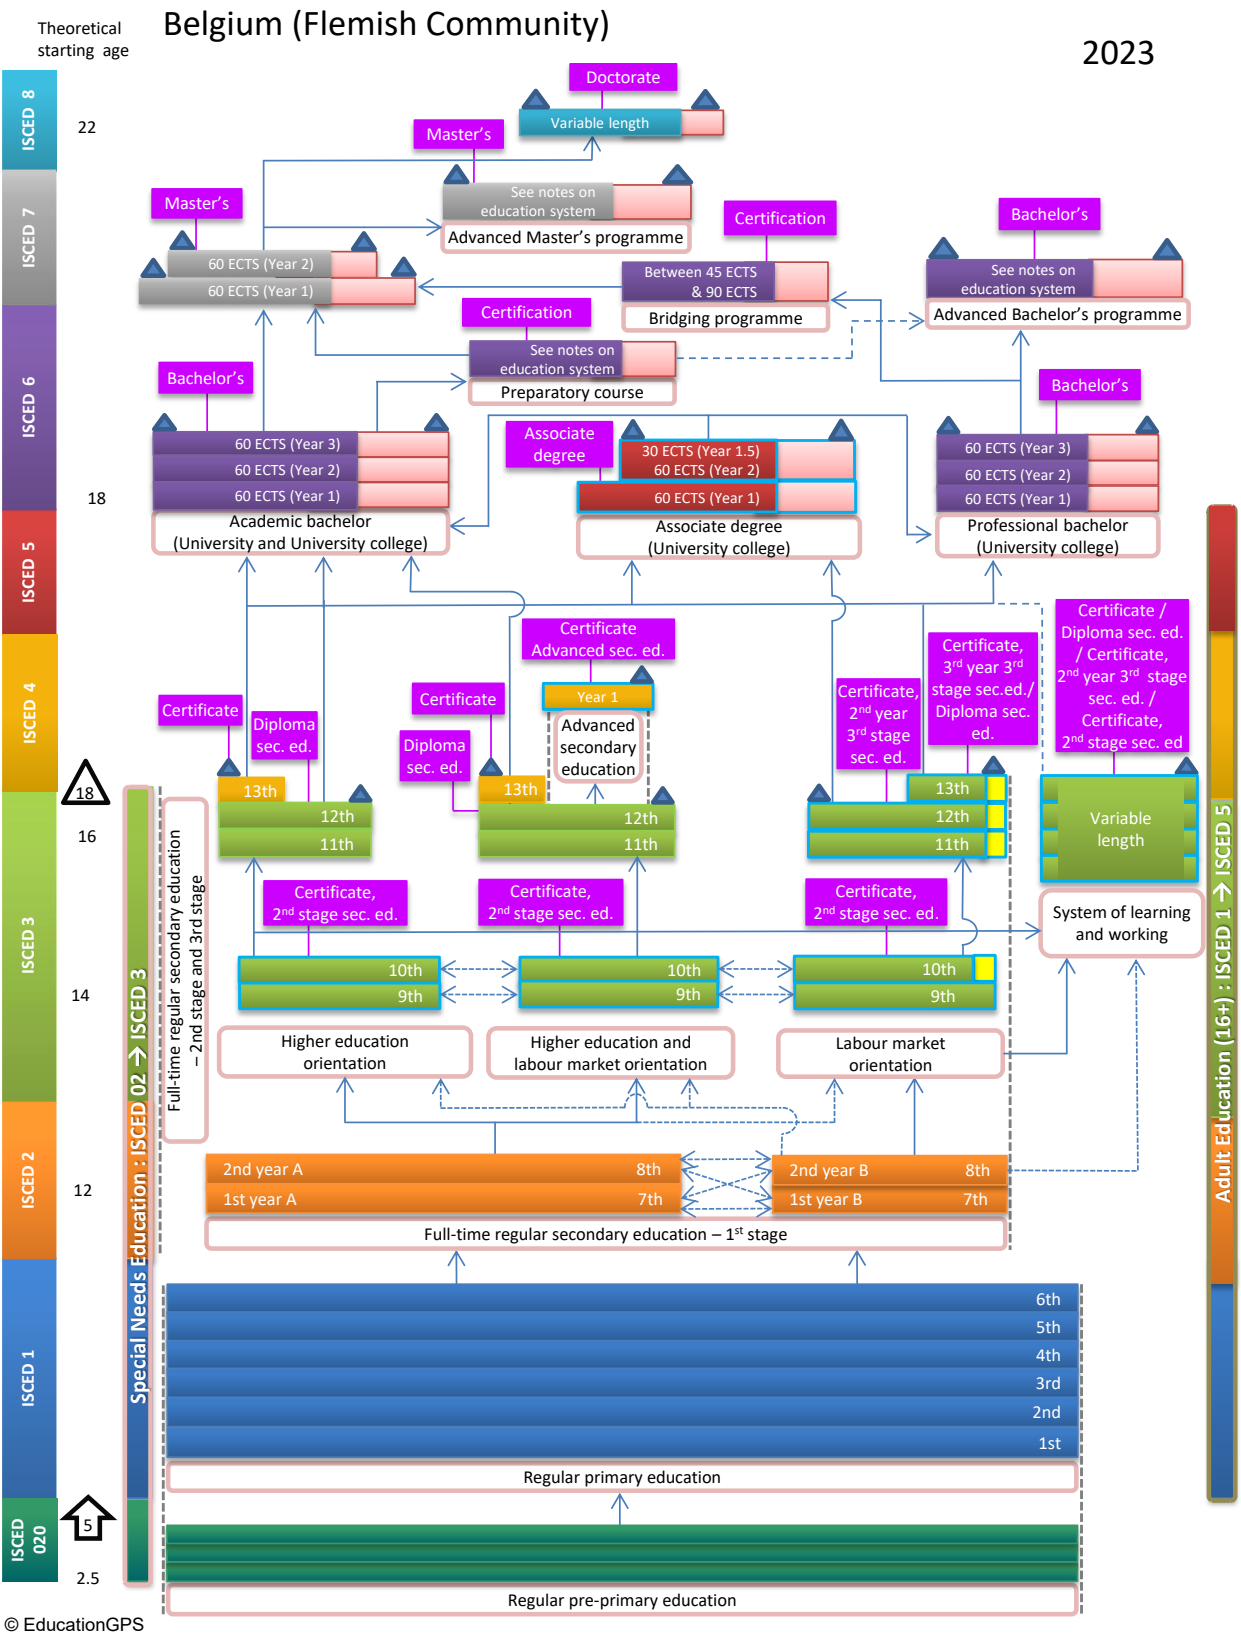 Belgium (Flemish Community)
2023
Theoretical
starting age
ISCED 8
22
Doctorate
Variable length
Master's
See notes on
education system
Advanced Master's programme
ISCED 7
Master's
60 ECTS (Year 2)
60 ECTS (Year 1)
Certification
Between 45 ECTS
& 90 ECTS
Bridging programme
Bachelor's
See notes on
education system
Advanced Bachelor's programme
Certification
See notes on
education system
Preparatory course
ISCED 6
18
Bachelor's
60 ECTS (Year 3)
60 ECTS (Year 2)
60 ECTS (Year 1)
Academic bachelor
(University and University college)
Associate
degree
30 ECTS (Year 1.5)
60 ECTS (Year 2)
60 ECTS (Year 1)
Associate degree
(University college)
Bachelor's
60 ECTS (Year 3)
60 ECTS (Year 2)
60 ECTS (Year 1)
Professional bachelor
(University college)
ISCED 5
ISCED 4
Certificate
Diploma
sec. ed.
13th
12th
11th
Certificate
Diploma
sec. ed.
13th
12th
11th
Certificate
Advanced sec. ed.
Year 1
Advanced
secondary
education
Certificate,
2nd year
3rd stage
sec. ed.
Certificate,
3rd year 3rd
stage sec.ed./
Diploma sec.
ed.
13th
12th
11th
Certificate /
Diploma sec. ed.
/ Certificate,
2nd year 3rd stage
sec. ed. /
Certificate,
2nd stage sec. ed
Variable
length
System of learning
and working
18
16
ISCED 3
14
Full-time regular secondary education
– 2nd stage and 3rd stage
Certificate,
2nd stage sec. ed.
10th
9th
Higher education
orientation
Certificate,
2nd stage sec. ed.
10th
9th
Higher education and
labour market orientation
Certificate,
2nd stage sec. ed.
10th
9th
Labour market
orientation
ISCED 2
12
2nd year A 8th
1st year A 7th
2nd year B 8th
1st year B 7th
Full-time regular secondary education – 1st stage
ISCED 1
6th
5th
4th
3rd
2nd
1st
Regular primary education
ISCED
020
5
2.5
Regular pre-primary education
Special Needs Education : ISCED 02 → ISCED 3
Adult Education (16+) : ISCED 1 → ISCED 5
© EducationGPS